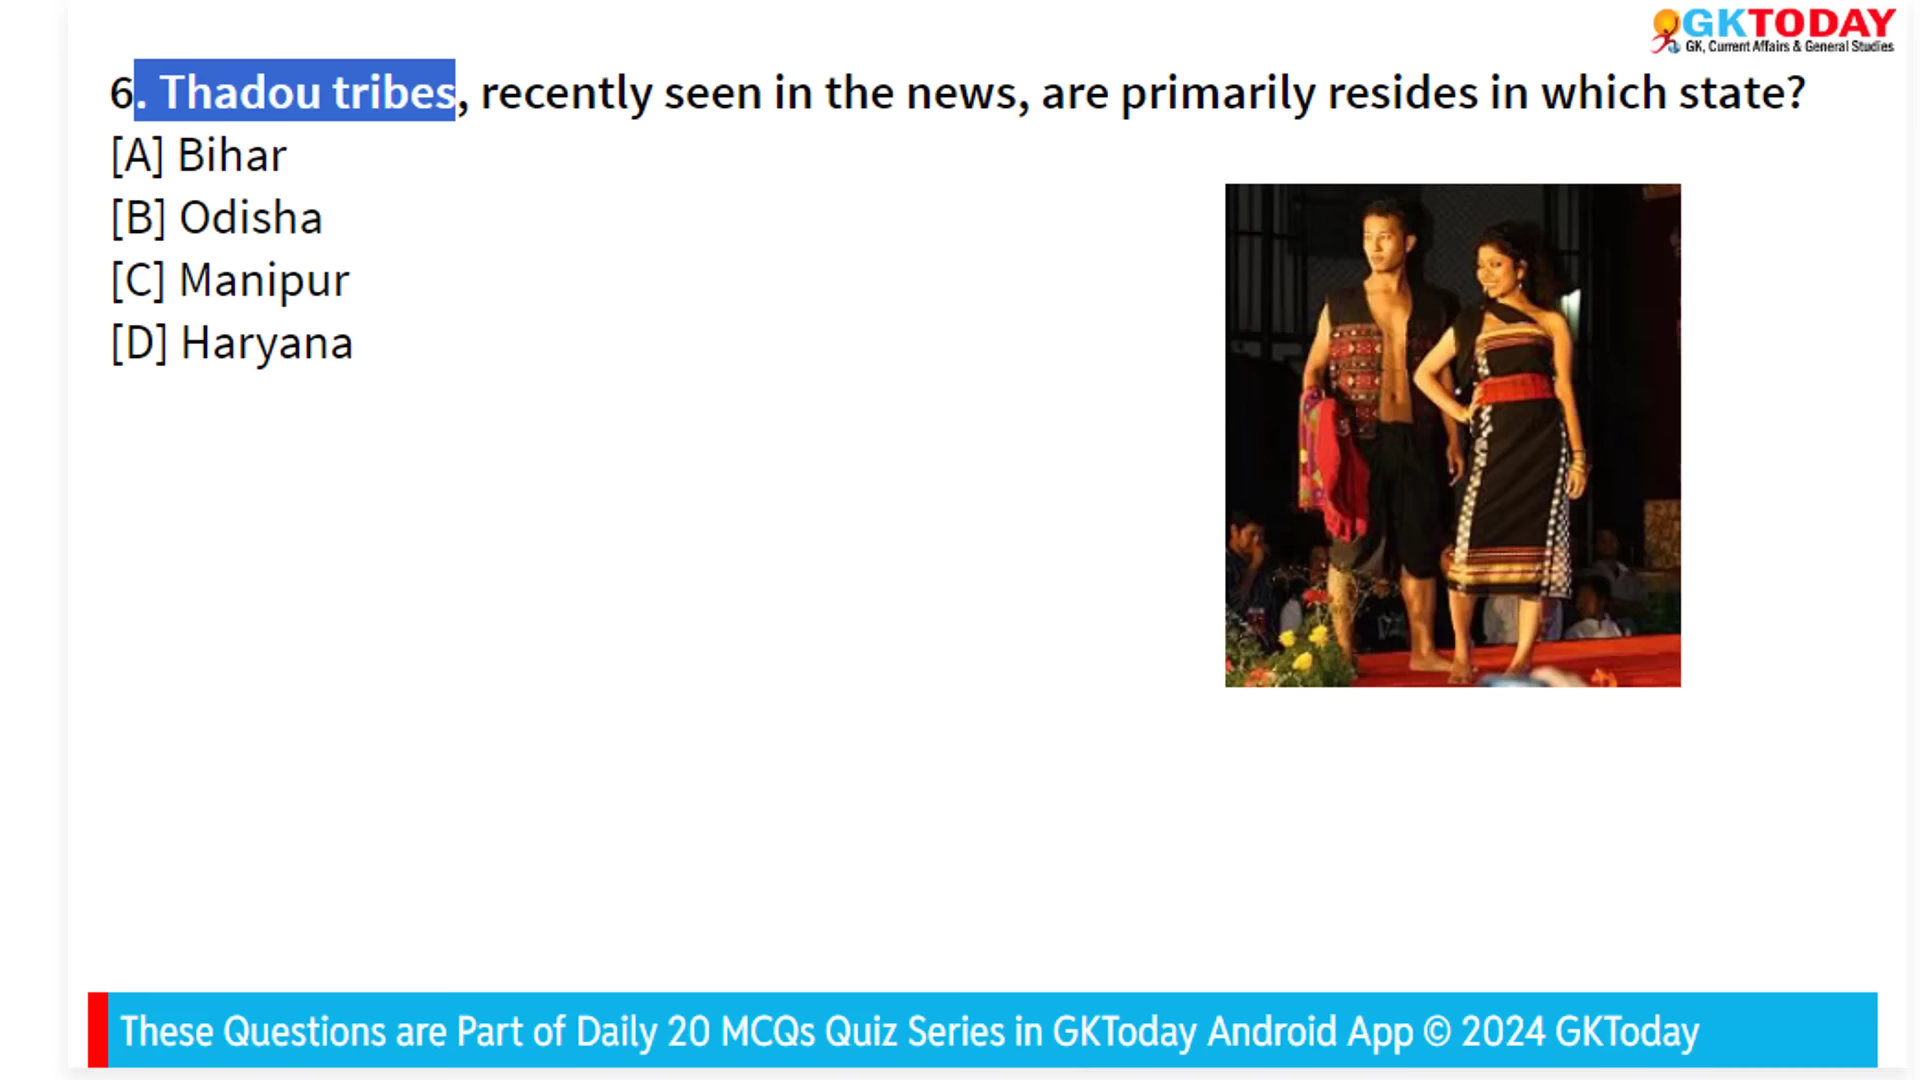 GKTODAY
GK, Current Affairs & General Studies
6. Thadou tribes, recently seen in the news, are primarily resides in which state?
[A] Bihar
[B] Odisha
[C] Manipur
[D] Haryana
These Questions are Part of Daily 20 MCQs Quiz Series in GKToday Android App © 2024 GKToday